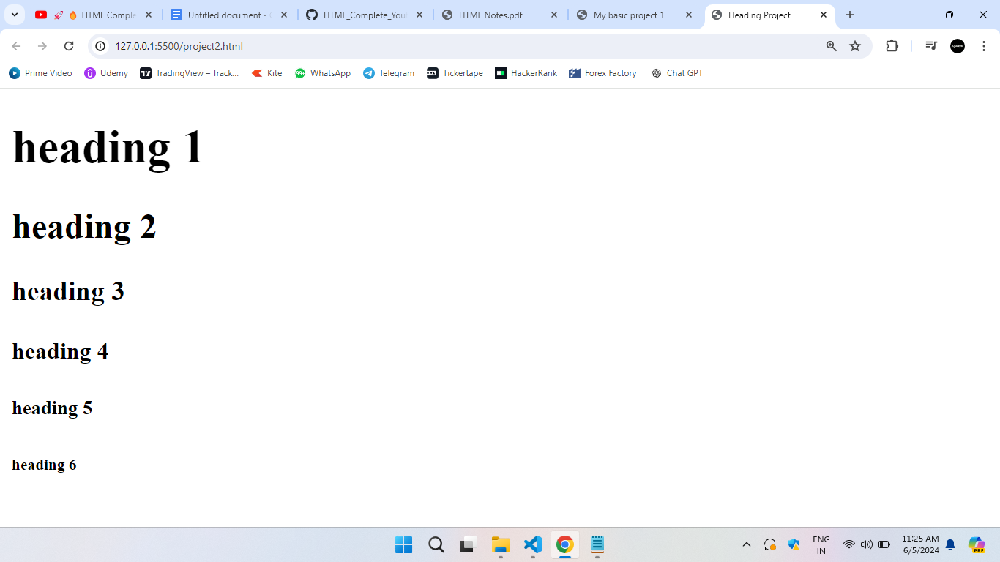 HTML Comple
Untitled document -
HTML_Complete_You
HTML Notes.pdf
My basic project 1
Heading Project
127.0.0.1:5500/project2.html
Prime Video
Udemy
TradingView – Track...
Kite
99+
WhatsApp
Telegram
Tickertape
HackerRank
Forex Factory
Chat GPT
heading 1
heading 2
heading 3
heading 4
heading 5
heading 6
ENG
IN
11:25 AM
6/5/2024
PRE